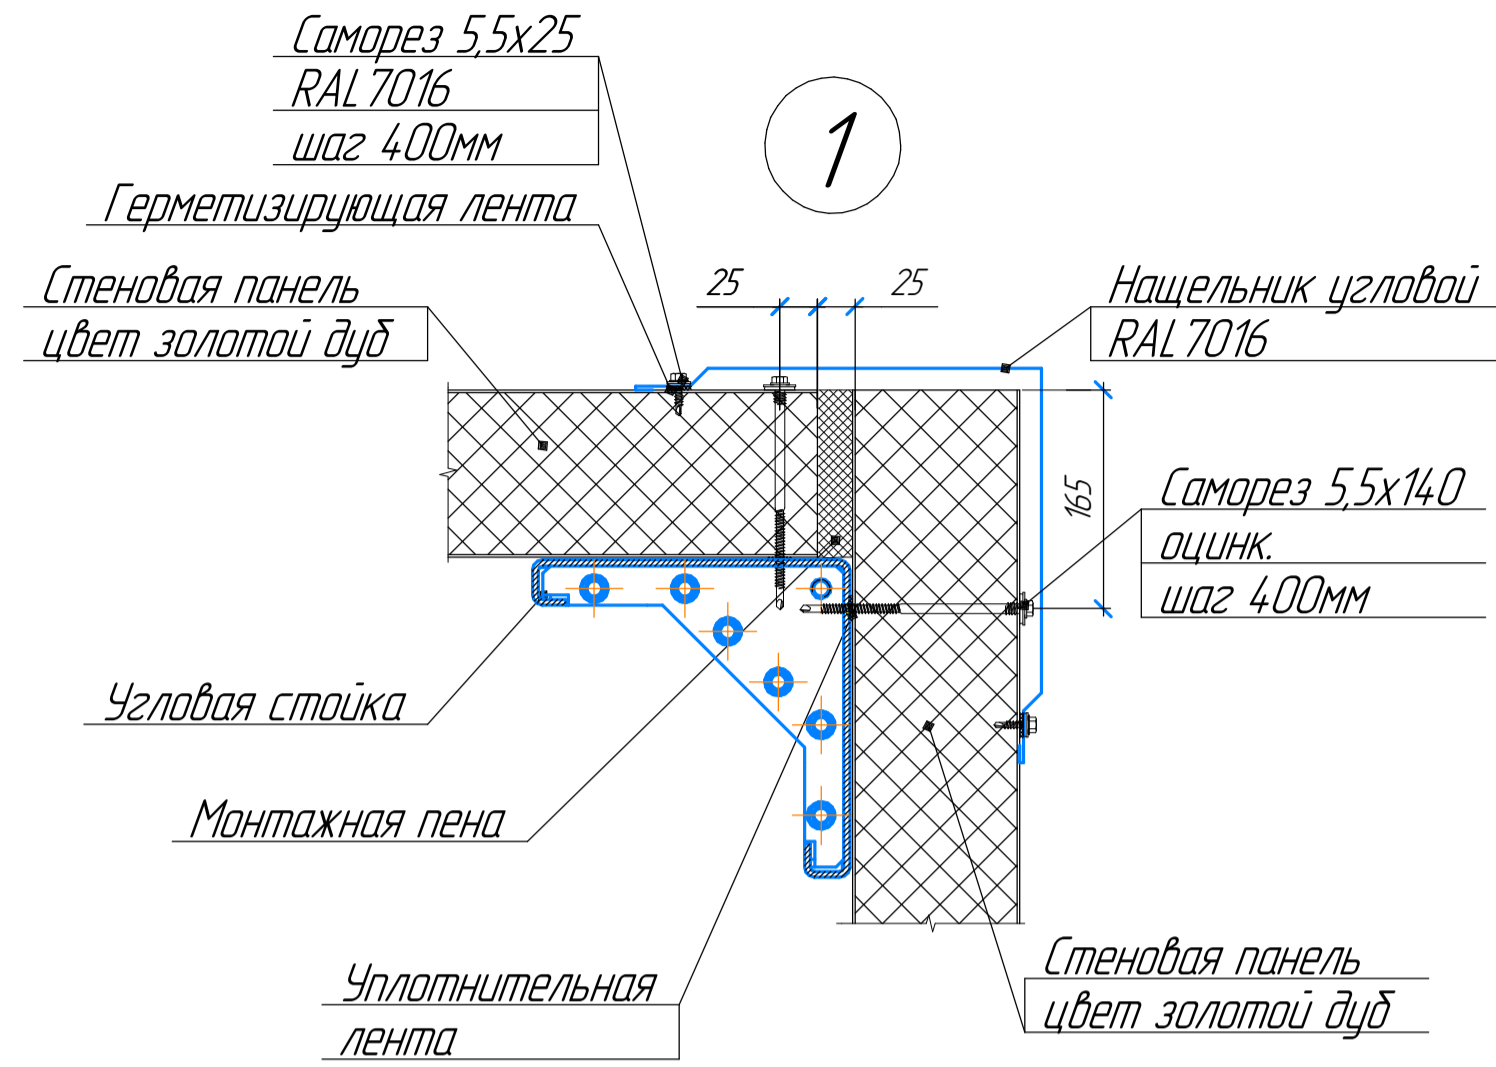 Саморез 5,5х25
RAL 7016
шаг 400мм
1
Герметизирующая лента
Стеновая панель
цвет золотой дуб
25
25
Нащельник угловой
RAL 7016
165
Саморез 5,5х140
оцинк.
шаг 400мм
Угловая стойка
Монтажная пена
Уплотнительная
лента
Стеновая панель
цвет золотой дуб